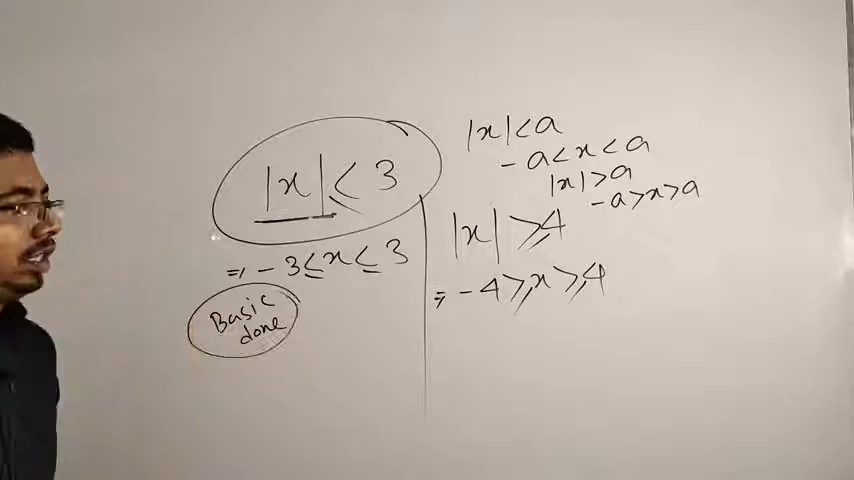 |x| ≤ 3
⇒ -3 ≤ x ≤ 3
Basic
done
|x| < a
-a < x < a
|x| > a
-a > x > a
|x| ⩾ 4
⇒ -4 ⩾ x ⩾ 4